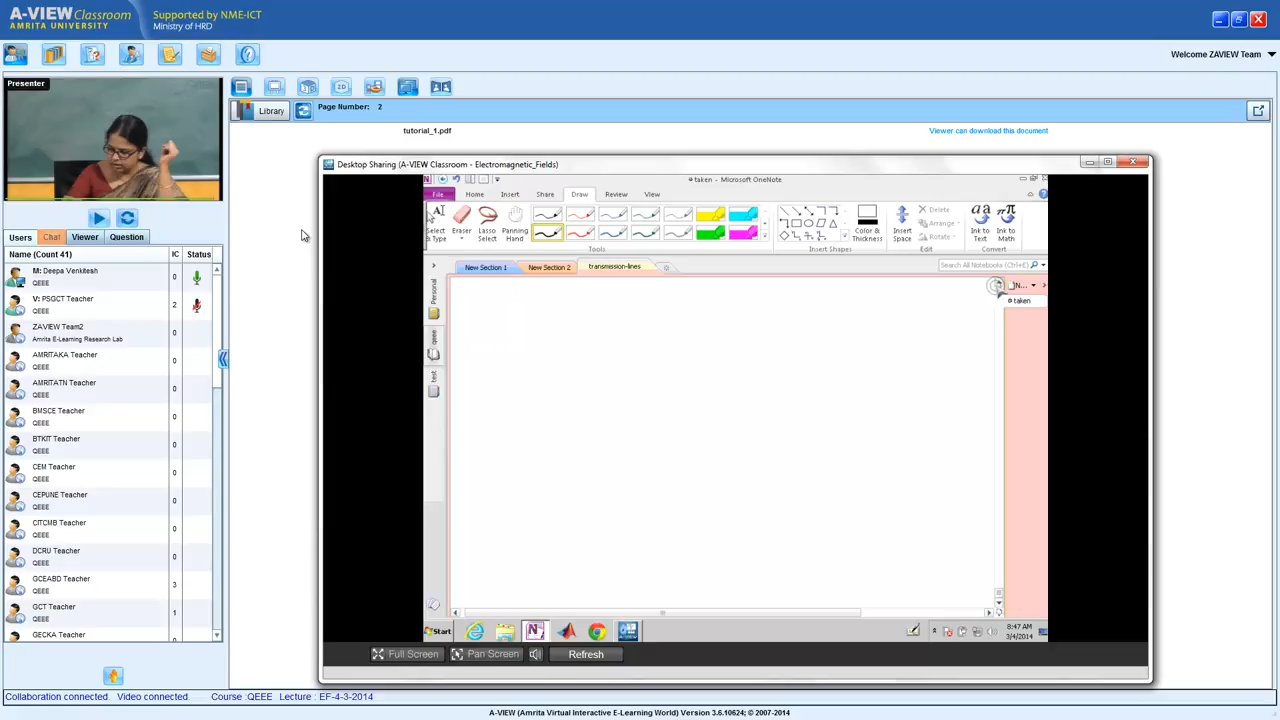 A-VIEW Classroom
AMRITA UNIVERSITY
Supported by NME-ICT
Ministry of HRD
Welcome ZAVIEW Team
Presenter
Library
Page Number: 2
tutorial_1.pdf
Viewer can download this document
Desktop Sharing (A-VIEW Classroom - Electromagnetic_Fields)
taken - Microsoft OneNote
File Home Insert Share Draw Review View
Select & Type
Eraser
Lasso Select
Panning Hand
Color & Thickness
Insert Space
Delete
Arrange
Rotate
Ink to Text
Ink to Math
Tools
Insert Shapes
Edit
Convert
New Section 1
New Section 2
transmission-lines
Search All Notebooks (Ctrl+E)
N...
taken
Personal
qeee
test
Start
8:47 AM
3/4/2014
Full Screen
Pan Screen
Refresh
Users Chat Viewer Question
Name (Count 41) IC Status
M: Deepa Venkitesh 0
QEEE
V: PSGCT Teacher 2
QEEE
ZAVIEW Team2 0
Amrita E-Learning Research Lab
AMRITAKA Teacher 0
QEEE
AMRITATN Teacher 0
QEEE
BMSCE Teacher 0
QEEE
BTKIT Teacher 0
QEEE
CEM Teacher 0
QEEE
CEPUNE Teacher 0
QEEE
CITCMB Teacher 0
QEEE
DCRU Teacher 0
QEEE
GCEABD Teacher 3
QEEE
GCT Teacher 1
QEEE
GECKA Teacher 0
Collaboration connected. Video connected. Course :QEEE Lecture : EF-4-3-2014
A-VIEW (Amrita Virtual Interactive E-Learning World) Version 3.6.10624; © 2007-2014